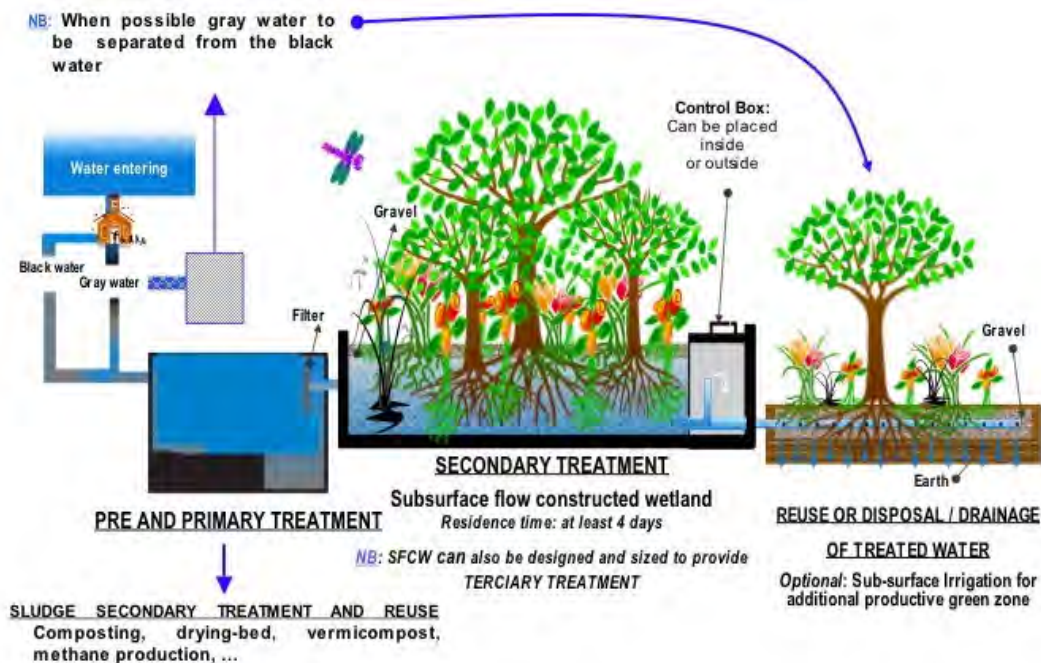 NB: When possible gray water to
be separated from the black
water
Control Box:
Can be placed
inside
or outside
Water entering
Gravel
Black water
Gray water
Filter
Gravel
Earth
SECONDARY TREATMENT
Subsurface flow constructed wetland
Residence time: at least 4 days
NB: SFCW can also be designed and sized to provide
TERCIARY TREATMENT
PRE AND PRIMARY TREATMENT
REUSE OR DISPOSAL / DRAINAGE
OF TREATED WATER
Optional: Sub-surface Irrigation for
additional productive green zone
SLUDGE SECONDARY TREATMENT AND REUSE
Composting, drying-bed, vermicompost,
methane production, ...